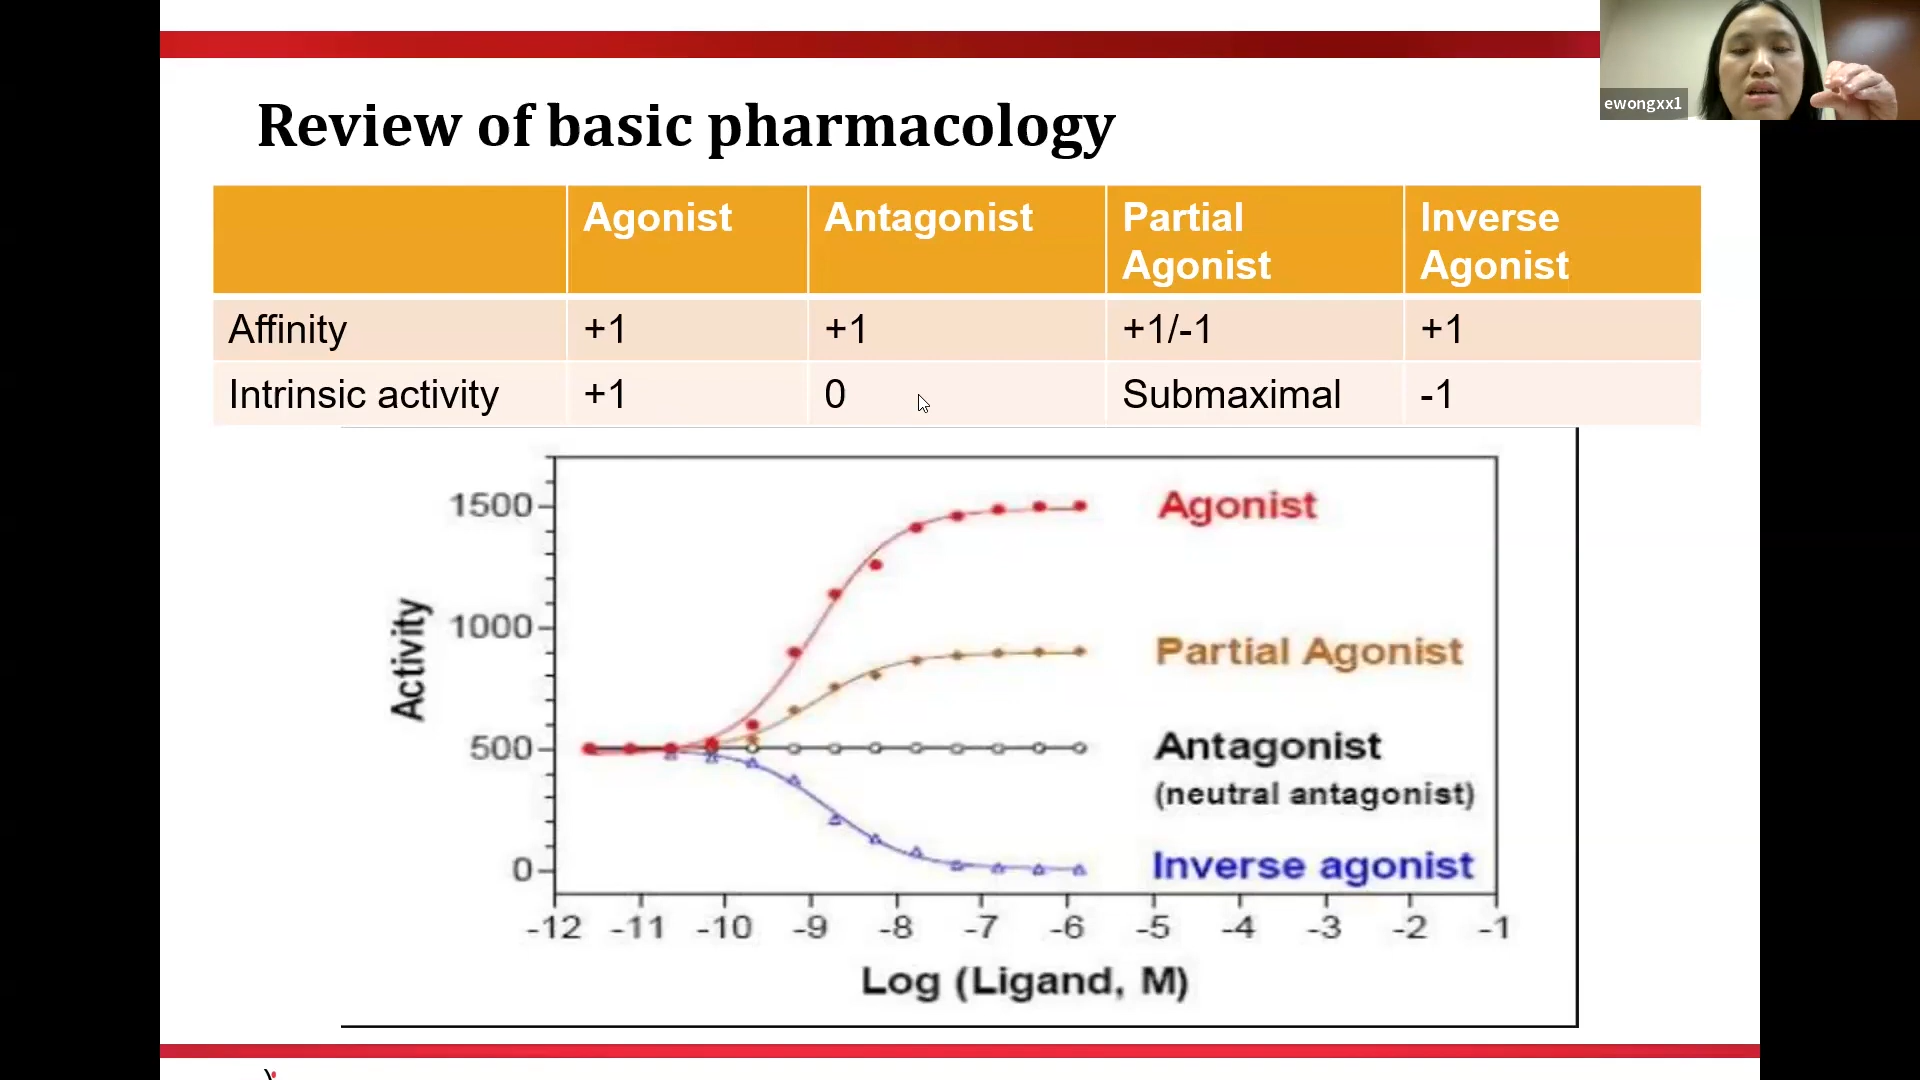 ewongxx1
Review of basic pharmacology
Agonist Antagonist Partial Agonist Inverse Agonist
Affinity +1 +1 +1/-1 +1
Intrinsic activity +1 0 Submaximal -1
1500
1000
500
0
Activity
Agonist
Partial Agonist
Antagonist
(neutral antagonist)
Inverse agonist
-12 -11 -10 -9 -8 -7 -6 -5 -4 -3 -2 -1
Log (Ligand, M)